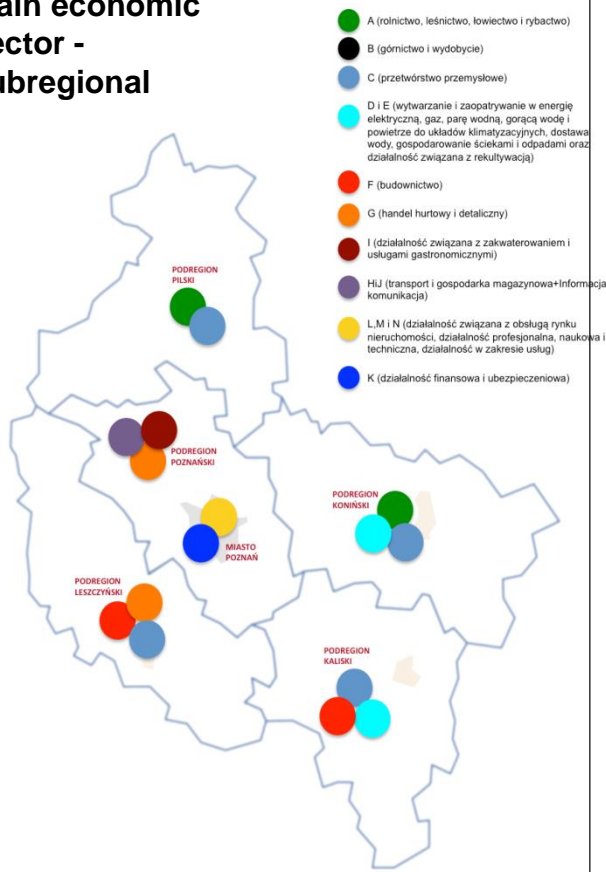 ain economic
ector -
ubregional
A (rolnictwo, leśnictwo, łowiectwo i rybactwo)
B (górnictwo i wydobycie)
C (przetwórstwo przemysłowe)
D i E (wytwarzanie i zaopatrywanie w energię
elektryczną, gaz, parę wodną, gorącą wodę i
powietrze do układów klimatyzacyjnych, dostawa
wody, gospodarowanie ściekami i odpadami oraz
działalność związana z rekultywacją)
F (budownictwo)
G (handel hurtowy i detaliczny)
I (działalność związana z zakwaterowaniem i
usługami gastronomicznymi)
HiJ (transport i gospodarka magazynowa+Informacja
komunikacja)
L,M i N (działalność związana z obsługą rynku
nieruchomości, działalność profesjonalna, naukowa i
techniczna, działalność w zakresie usług)
K (działalność finansowa i ubezpieczeniowa)
PODREGION
PILSKI
PODREGION
POZNAŃSKI
PODREGION
KONIŃSKI
MIASTO
POZNAŃ
PODREGION
LESZCZYŃSKI
PODREGION
KALISKI